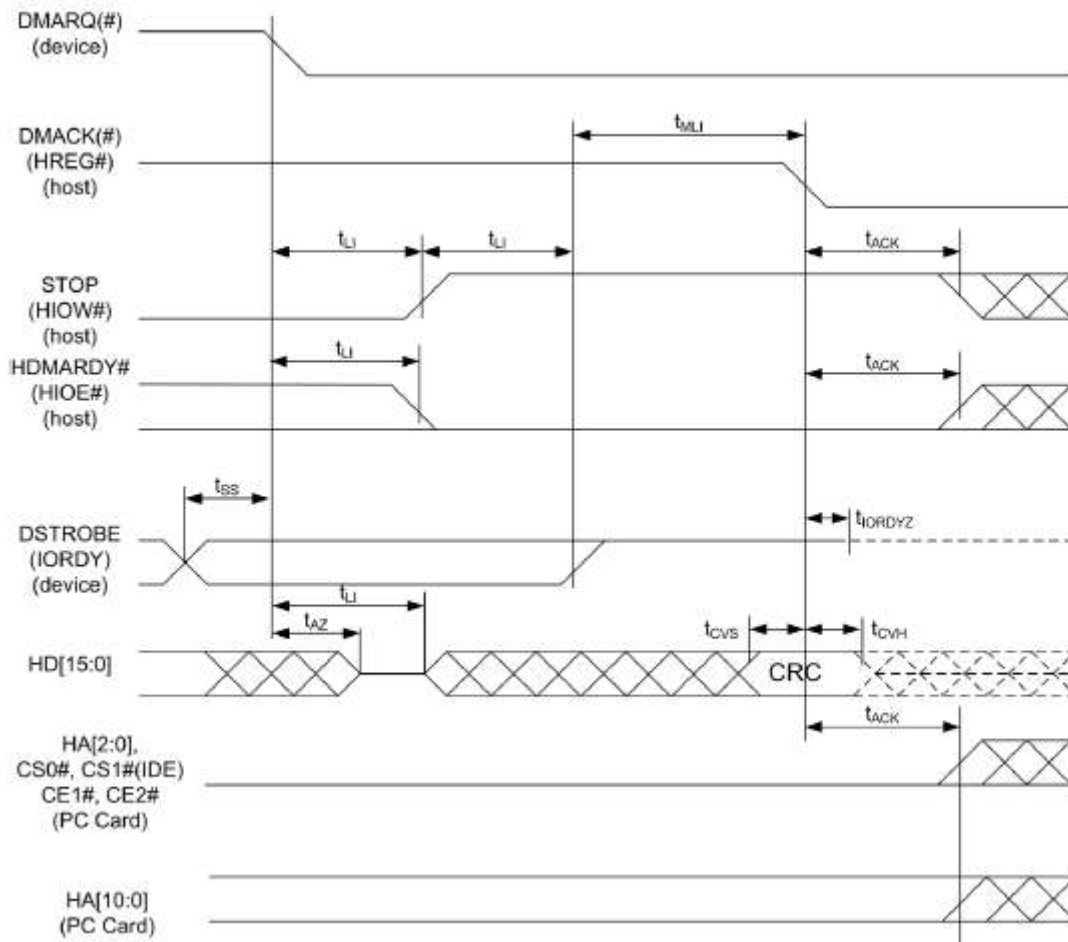 DMARQ(#)
(device)
DMACK(#)
(HREG#)
(host)
tMLI
tLI
tLI
tACK
STOP
(HIOW#)
(host)
tLI
tACK
HDMARDY#
(HIOE#)
(host)
tSS
tIORDYZ
DSTROBE
(IORDY)
(device)
tLI
tAZ
tCVS
tCVH
HD[15:0]
CRC
tACK
HA[2:0],
CS0#, CS1#(IDE)
CE1#, CE2#
(PC Card)
HA[10:0]
(PC Card)